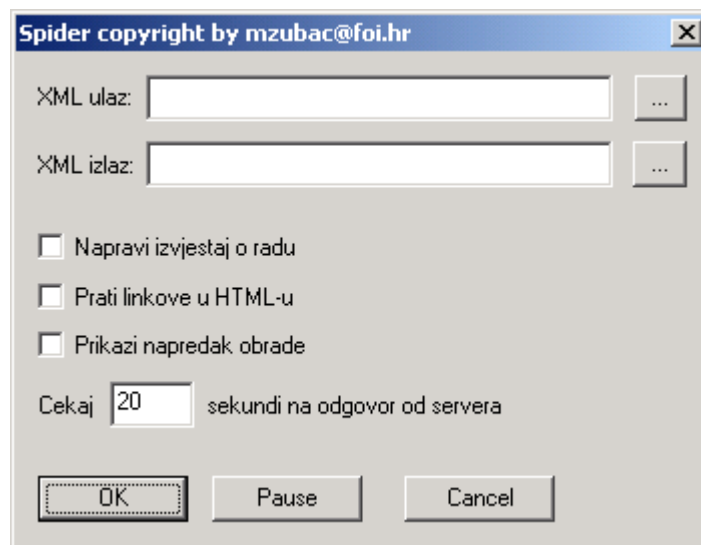 Spider copyright by mzubac@foi.hr
XML ulaz: ...
XML izlaz: ...
Napravi izvjestaj o radu
Prati linkove u HTML-u
Prikazi napredak obrade
Cekaj 20 sekundi na odgovor od servera
OK Pause Cancel